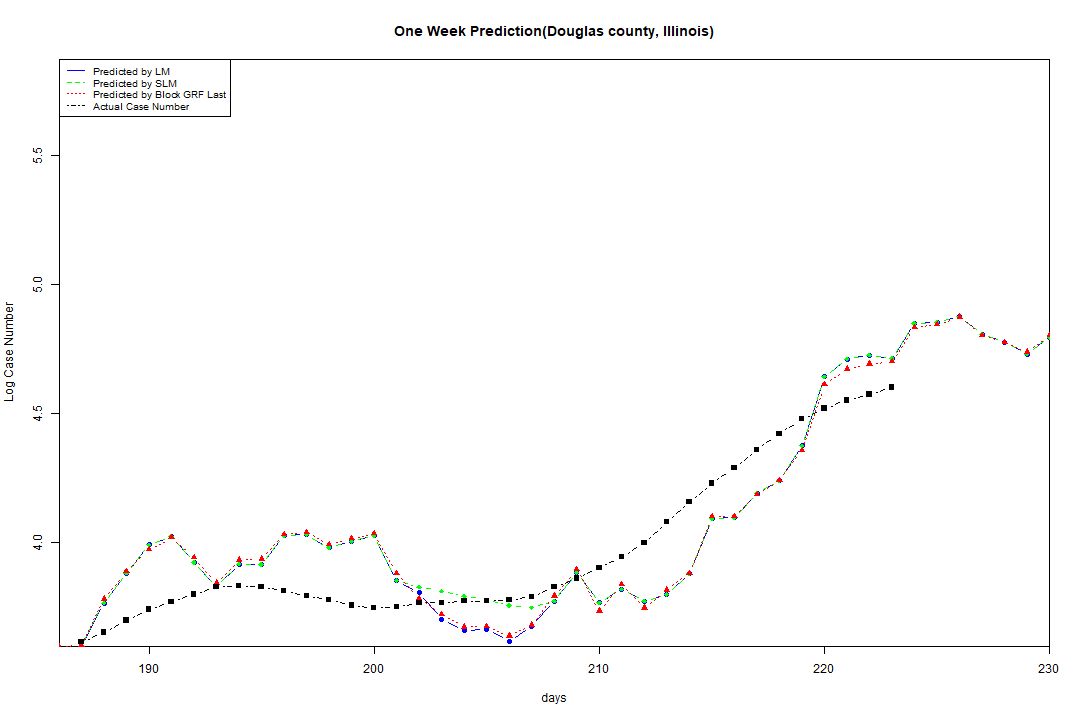 One Week Prediction(Douglas county, Illinois)
Predicted by LM
Predicted by SLM
Predicted by Block GRF Last
Actual Case Number
5.5
5.0
4.5
4.0
Log Case Number
190
200
210
220
230
days